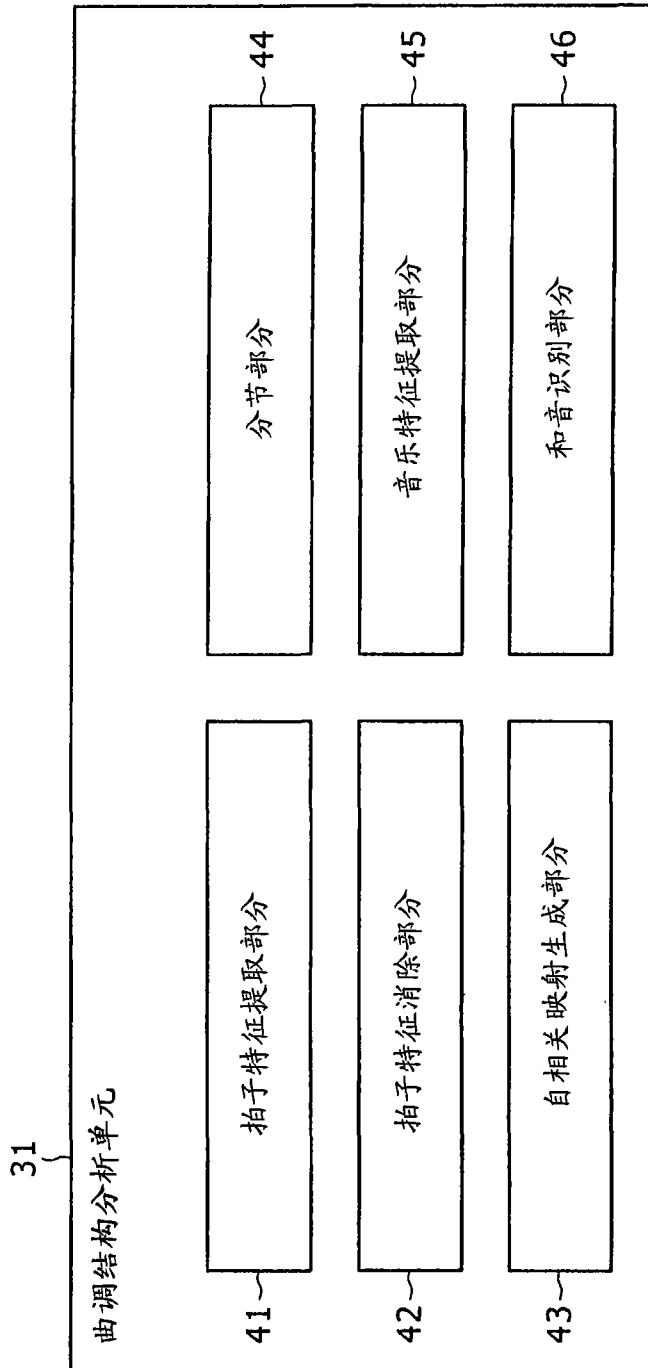 31
曲调结构分析单元
41
拍子特征提取部分
42
拍子特征消除部分
43
自相关映射生成部分
44
分节部分
45
音乐特征提取部分
46
和音识别部分